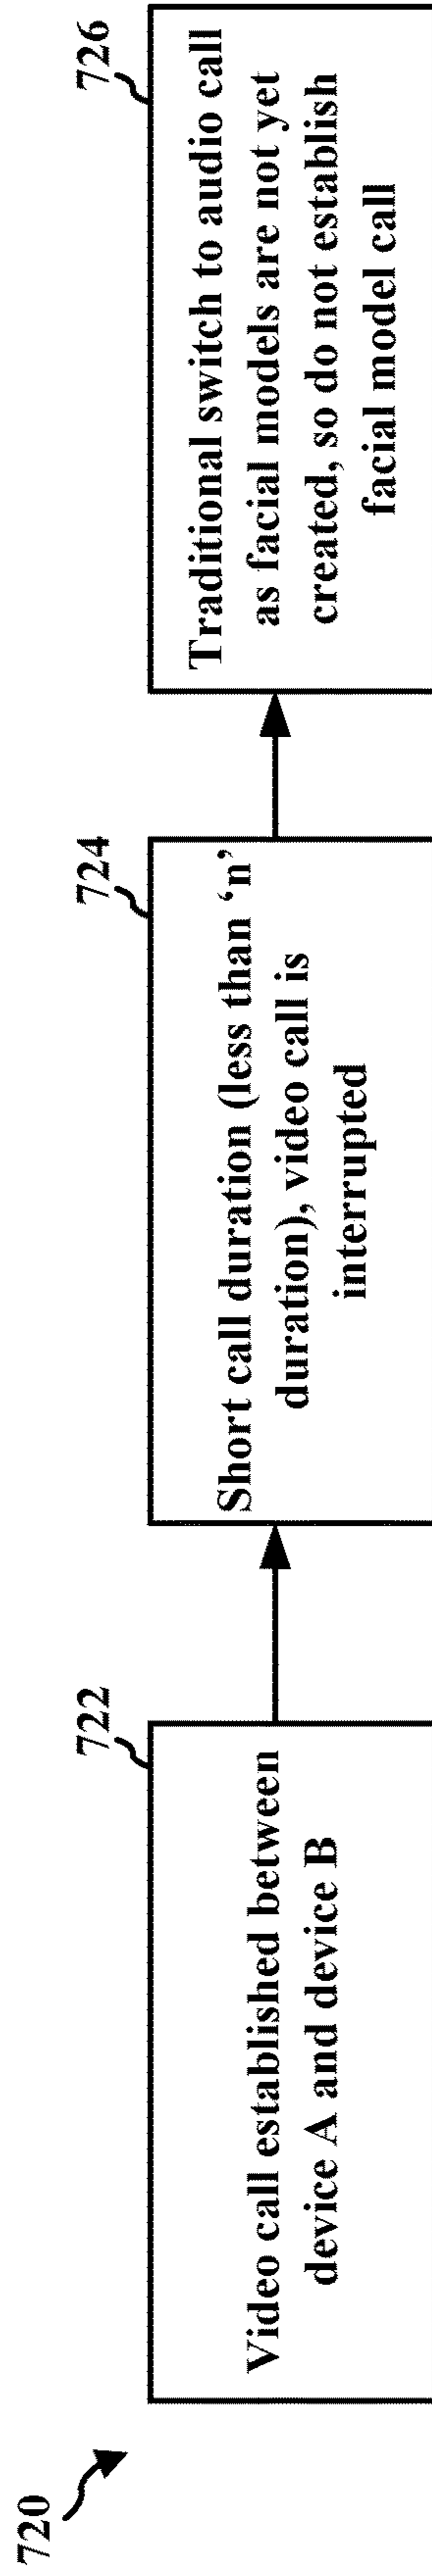 720
722
Video call established between
device A and device B
724
Short call duration (less than ‘n’
duration), video call is
interrupted
726
Traditional switch to audio call
as facial models are not yet
created, so do not establish
facial model call